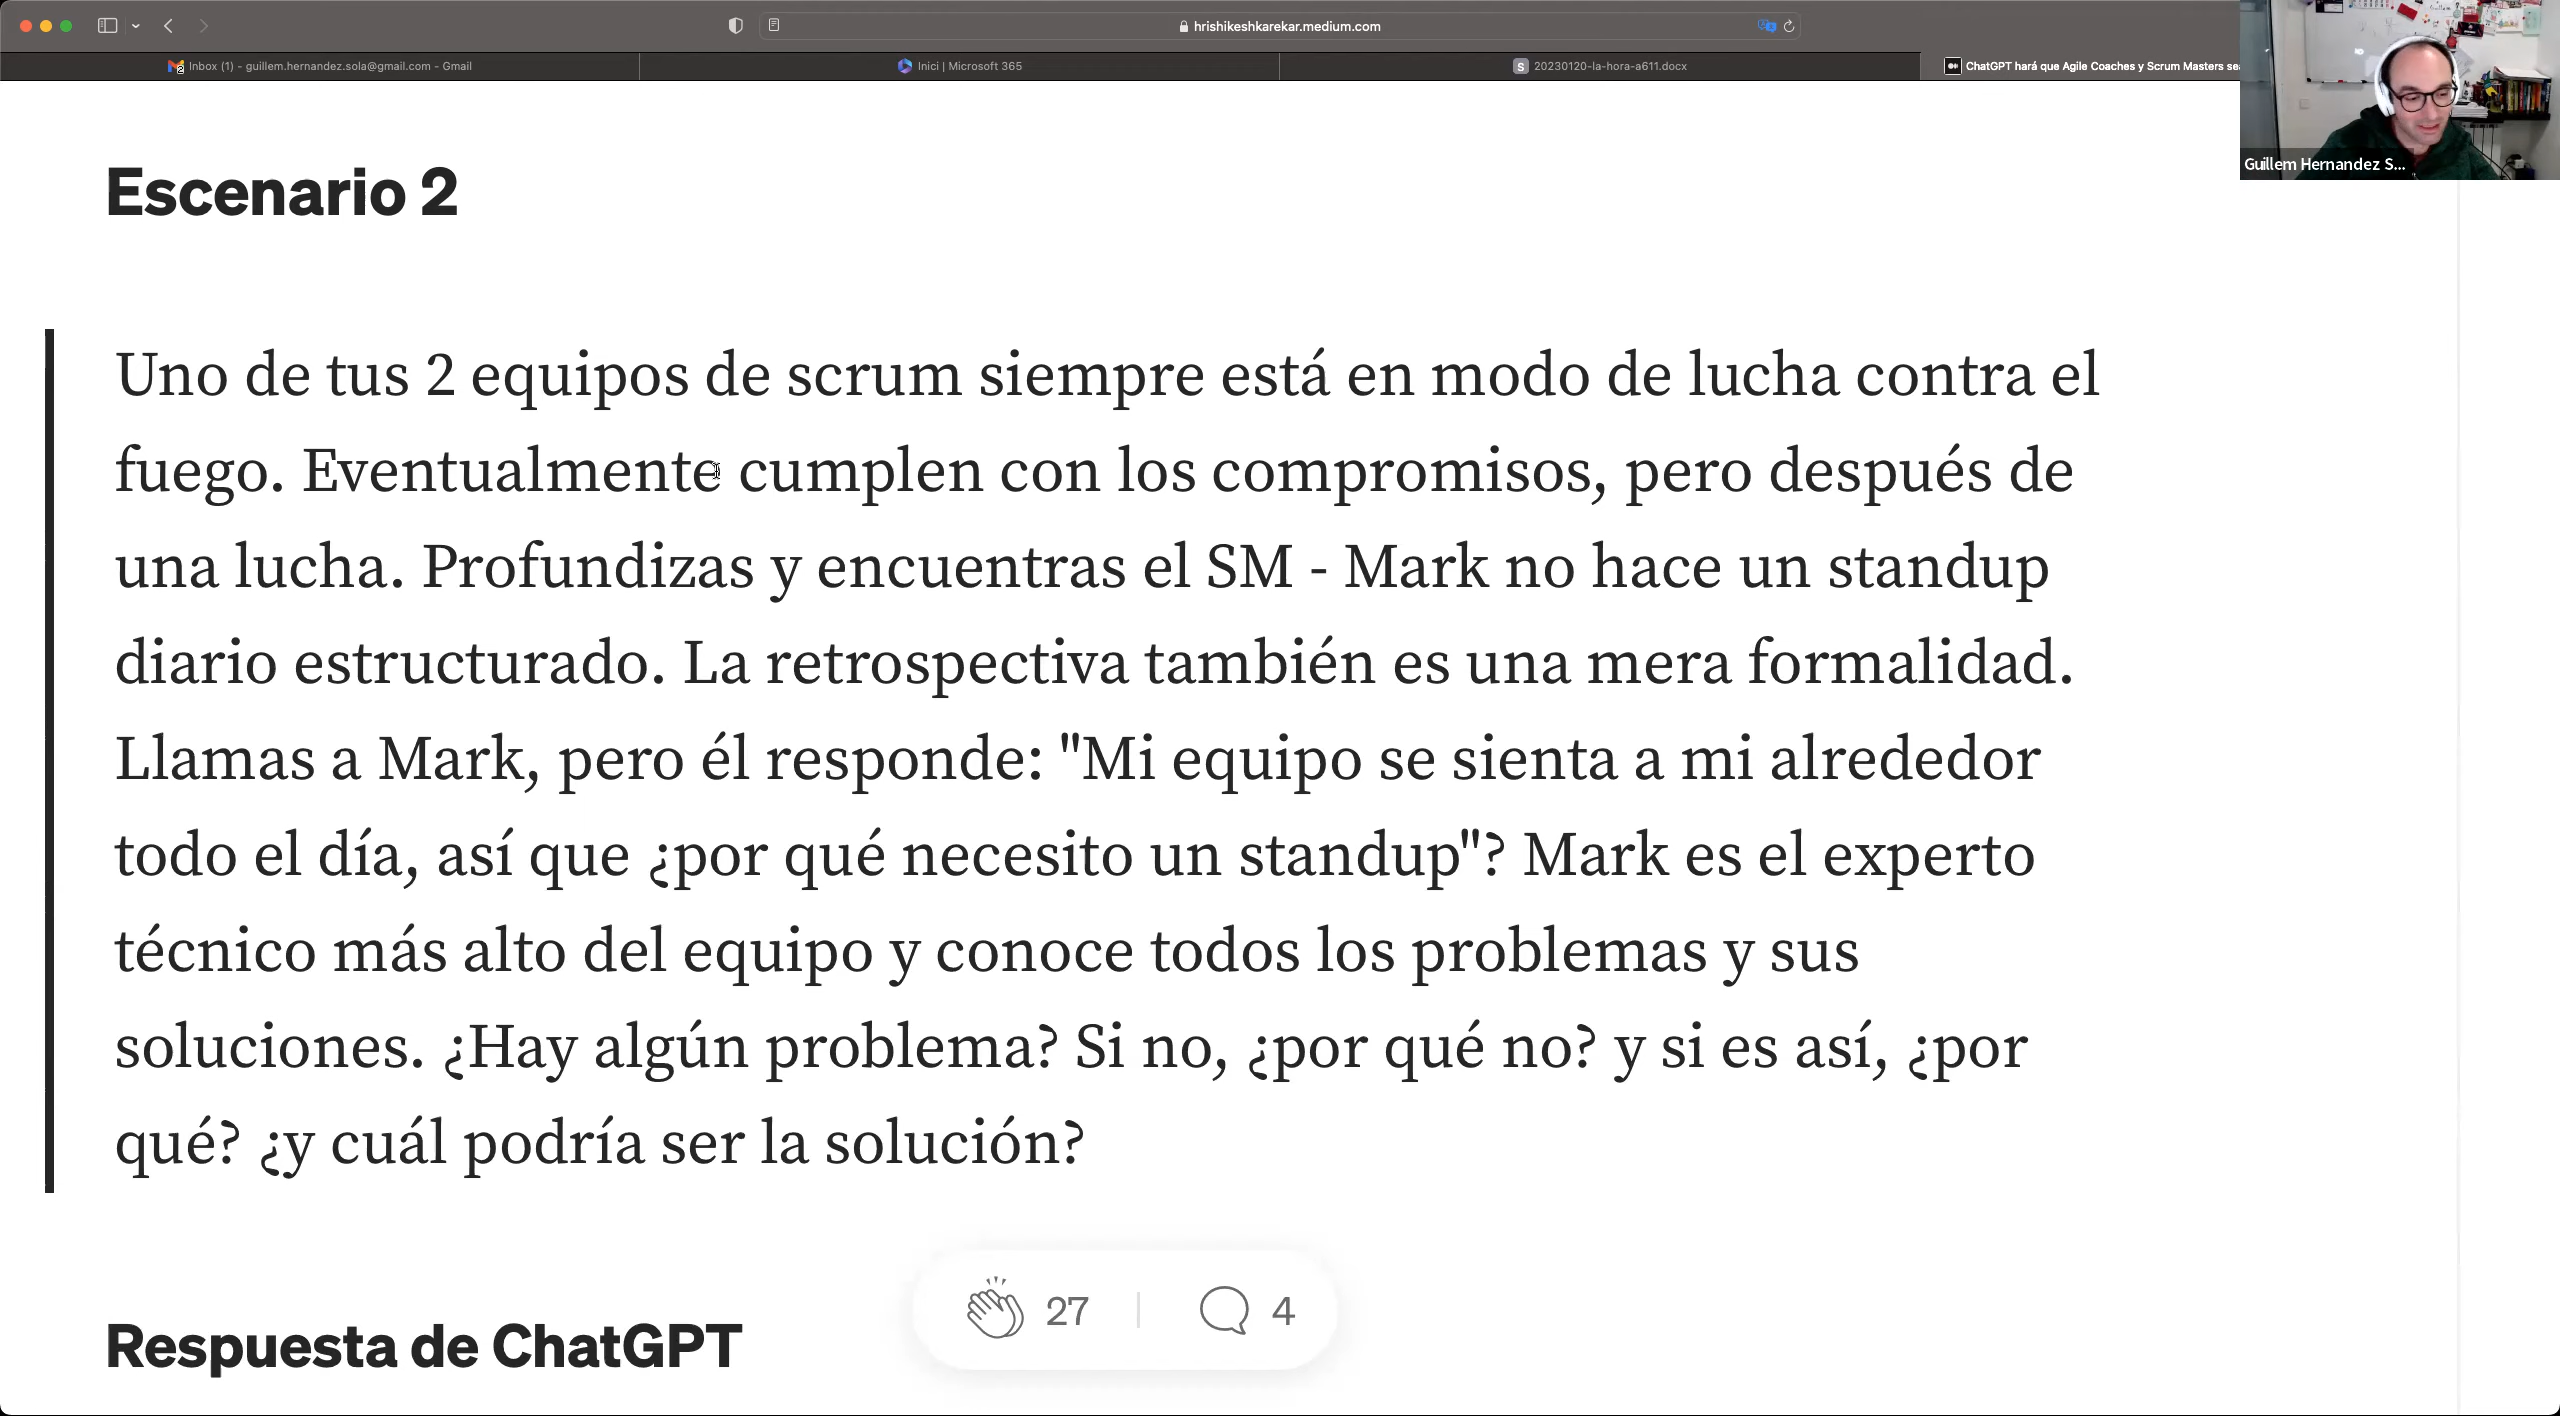 hrishikeshkarekar.medium.com
Inbox (1) - guillem.hernandez.sola@gmail.com - Gmail
Inici | Microsoft 365
S 20230120-la-hora-a611.docx
ChatGPT hará que Agile Coaches y Scrum Masters sea
Guillem Hernandez S...
Escenario 2
Uno de tus 2 equipos de scrum siempre está en modo de lucha contra el
fuego. Eventualmente cumplen con los compromisos, pero después de
una lucha. Profundizas y encuentras el SM - Mark no hace un standup
diario estructurado. La retrospectiva también es una mera formalidad.
Llamas a Mark, pero él responde: "Mi equipo se sienta a mi alrededor
todo el día, así que ¿por qué necesito un standup"? Mark es el experto
técnico más alto del equipo y conoce todos los problemas y sus
soluciones. ¿Hay algún problema? Si no, ¿por qué no? y si es así, ¿por
qué? ¿y cuál podría ser la solución?
27 4
Respuesta de ChatGPT